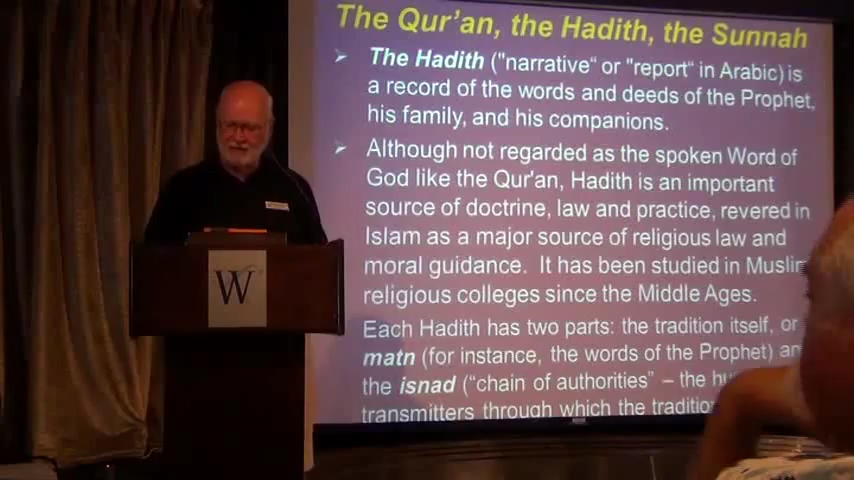 The Qur'an, the Hadith, the Sunnah
The Hadith ("narrative“ or "report“ in Arabic) is
a record of the words and deeds of the Prophet,
his family, and his companions.
Although not regarded as the spoken Word of
God like the Qur'an, Hadith is an important
source of doctrine, law and practice, revered in
Islam as a major source of religious law and
moral guidance. It has been studied in Muslim
religious colleges since the Middle Ages.
Each Hadith has two parts: the tradition itself, or
matn (for instance, the words of the Prophet)
the isnad ("chain of authorities” – the
transmitters through which the
W